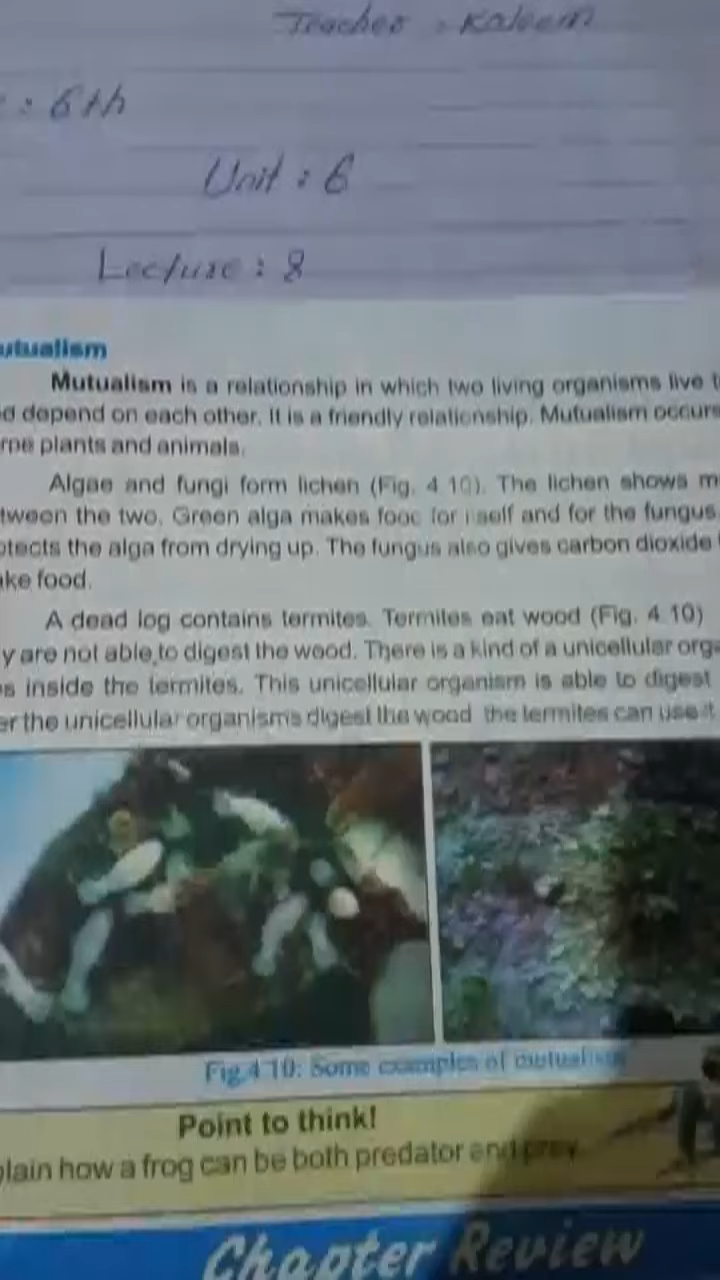 Teacher : Kaleem
: 6th
Unit : 6
Lecture : 8
utualism
Mutualism is a relationship in which two living organisms live t
d depend on each other. It is a friendly relationship. Mutualism occurs
me plants and animals.
Algae and fungi form lichen (Fig. 4.10). The lichen shows m
tween the two. Green alga makes food for itself and for the fungus.
otects the alga from drying up. The fungus also gives carbon dioxide t
ake food.
A dead log contains termites. Termites eat wood (Fig. 4.10)
y are not able to digest the wood. There is a kind of a unicellular orga
s inside the termites. This unicellular organism is able to digest
er the unicellular organisms digest the wood the termites can use it
Fig.4.10: Some examples of mutualism
Point to think!
plain how a frog can be both predator and prey.
Chapter Review